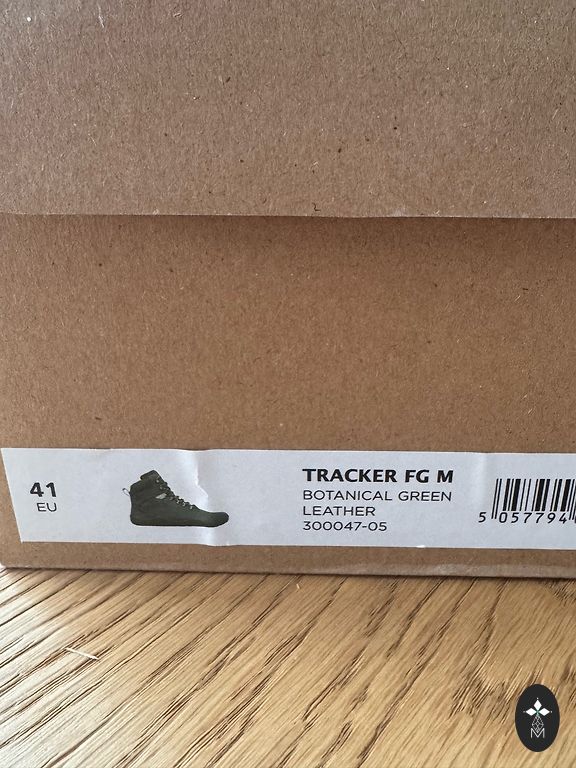 41
EU
TRACKER FG M
BOTANICAL GREEN
LEATHER
300047-05
5 057794
M